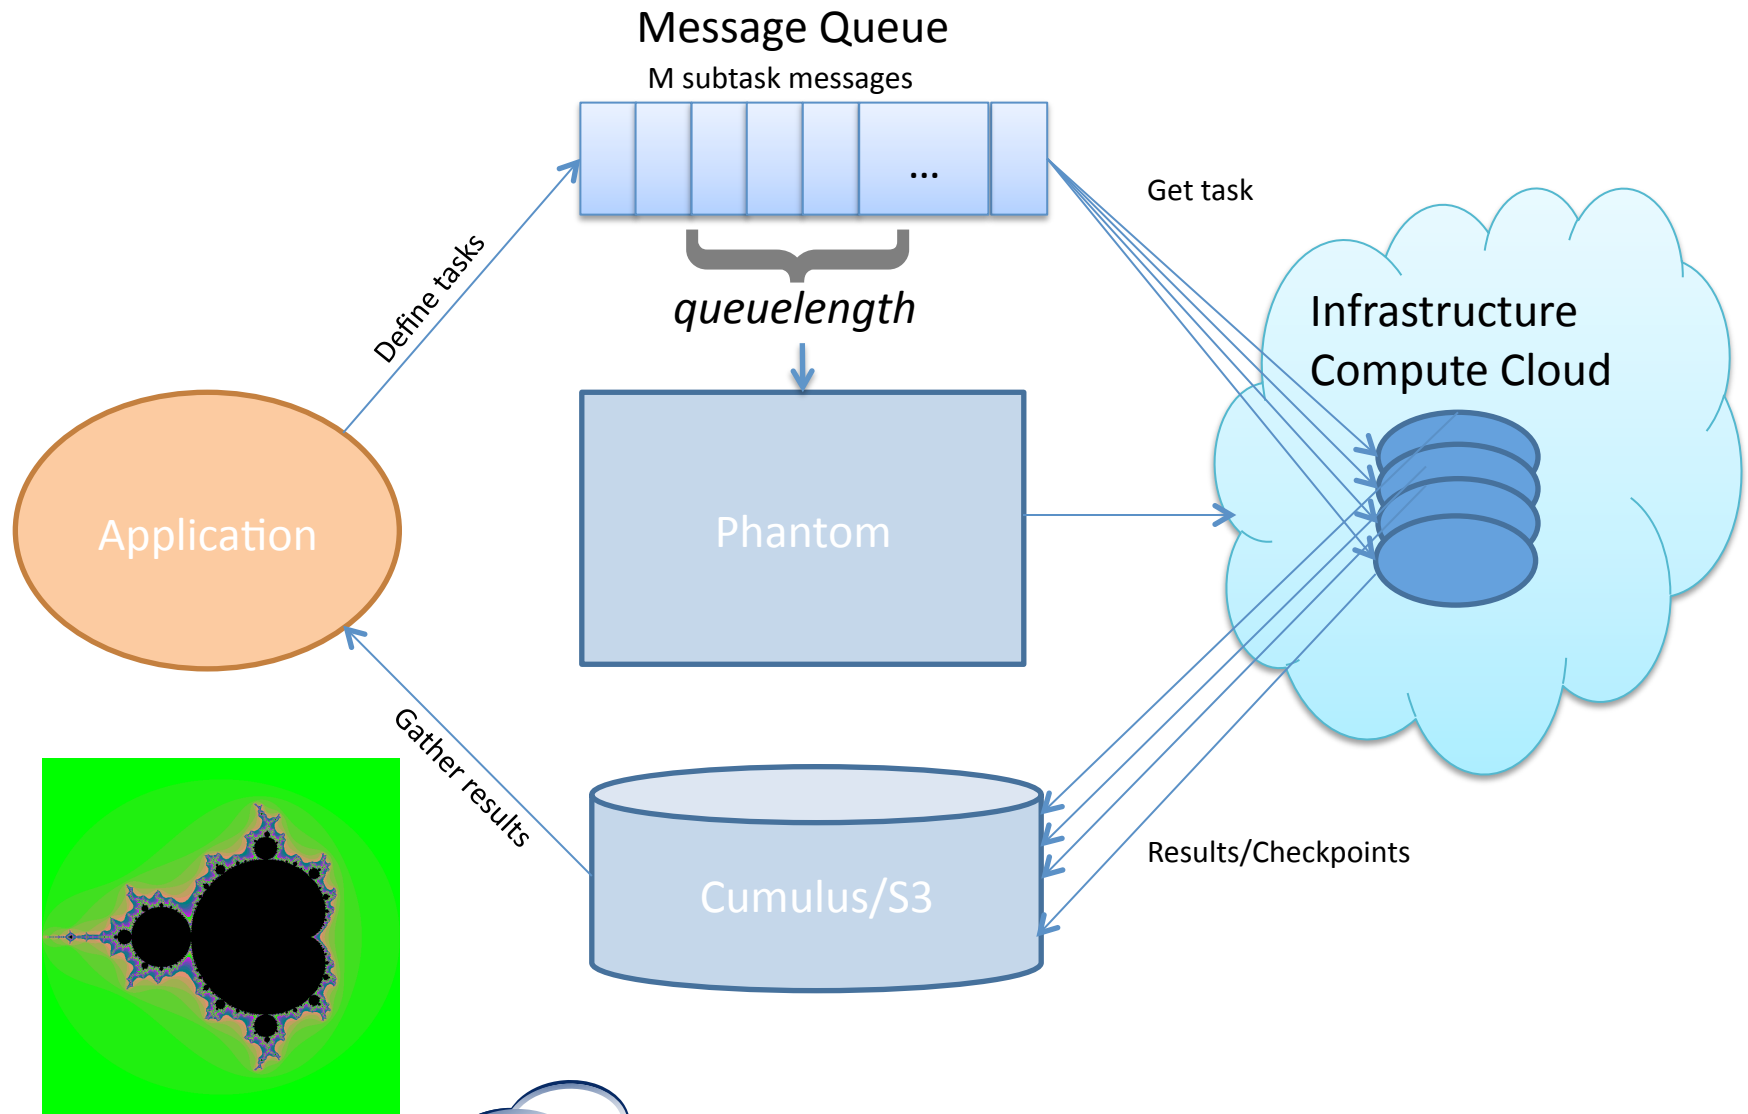 Message Queue
M subtask messages
...
Get task
Define tasks
queuelength
Infrastructure
Compute Cloud
Application
Phantom
Gather results
Cumulus/S3
Results/Checkpoints